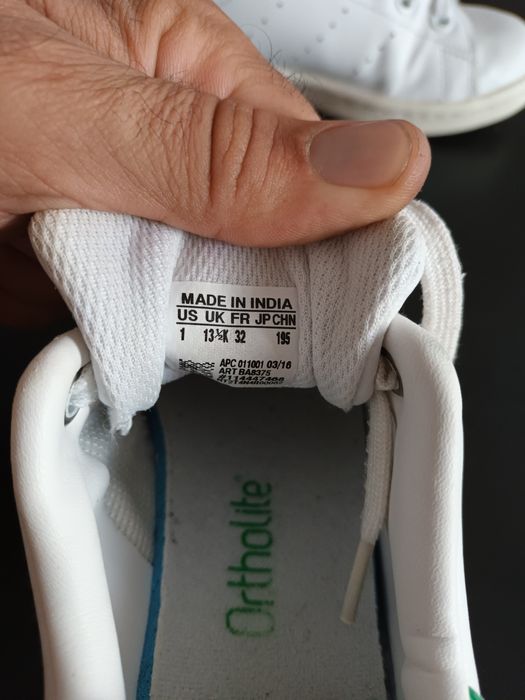 MADE IN INDIA
US UK FR JP CHN
1 13½K 32 195
APC 011001 03/16
ART BA8375
Ortholite®